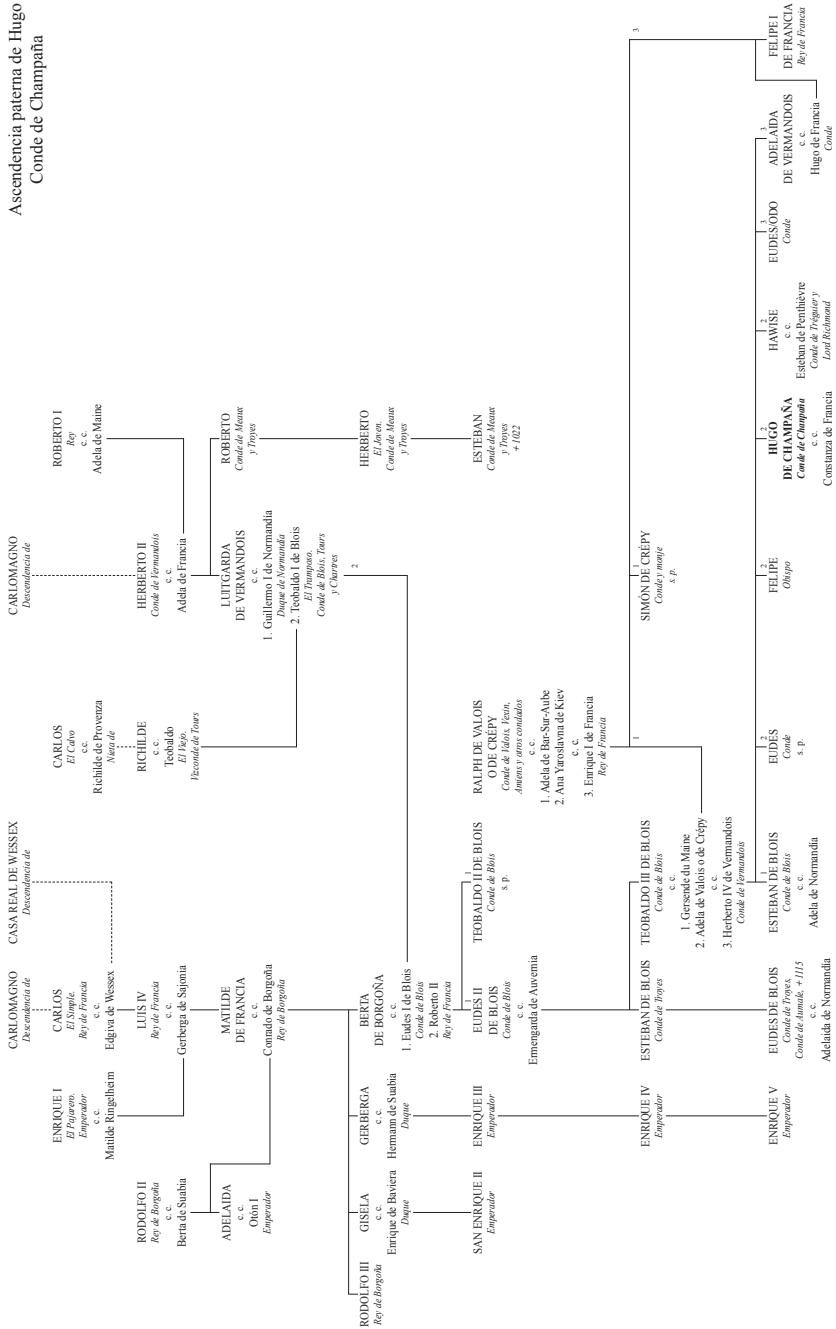 Ascendencia paterna de Hugo
Conde de Champaña
CARLOMAGNO
Descendencia de
CASA REAL DE WESSEX
Descendencia de
CARLOMAGNO
Descendencia de
ENRIQUE I
El Pajarero.
Emperador
c. c.
Matilde Ringelheim
CARLOS
El Simple.
Rey de Francia
c. c.
Edgiva de Wessex
CARLOS
El Calvo
c.c.
Richilde de Provenza
Nieta de
ROBERTO I
Rey
c. c.
Adela de Maine
RODOLFO II
Rey de Borgoña
c. c.
Berta de Suabia
LUIS IV
Rey de Francia
c. c.
Gerberga de Sajonia
RICHILDE
c. c.
Teobaldo
El Viejo.
Vizconde de Tours
HERBERTO II
Conde de Vermandois
c. c.
Adela de Francia
ADELAIDA
c. c.
Otón I
Emperador
MATILDE
DE FRANCIA
c. c.
Conrado de Borgoña
Rey de Borgoña
LUITGARDA
DE VERMANDOIS
c. c.
1. Guillermo I de Normandia
Duque de Normandia
2. Teobaldo I de Blois
El Tramposo.
Conde de Blois, Tours
y Chartres
2
ROBERTO
Conde de Meaux
y Troyes
RODOLFO III
Rey de Borgoña
GISELA
c. c.
Enrique de Baviera
Duque
GERBERGA
c. c.
Hermann de Suabia
Duque
BERTA
DE BORGOÑA
c. c.
1. Eudes I de Blois
Conde de Blois
2. Roberto II
Rey de Francia
HERBERTO
El Joven.
Conde de Meaux
y Troyes
SAN ENRIQUE II
Emperador
ENRIQUE III
Emperador
1
EUDES II
DE BLOIS
Conde de Blois
c. c.
Ermengarda de Auvernia
1
TEOBALDO II DE BLOIS
Conde de Blois
s. p.
RALPH DE VALOIS
O DE CRÉPY
Conde de Valois, Vexin,
Amiens y otros condados
c. c.
1. Adela de Bar-Sur-Aube
2. Ana Yaroslavna de Kiev
c. c.
3. Enrique I de Francia
Rey de Francia
ESTEBAN
Conde de Meaux
y Troyes
+1022
ENRIQUE IV
Emperador
ESTEBAN DE BLOIS
Conde de Troyes
TEOBALDO III DE BLOIS
Conde de Blois
c. c.
1. Gersende du Maine
2. Adela de Valois o de Crépy
c. c.
3. Herberto IV de Vermandois
Conde de Vermandois
1
1
SIMÓN DE CRÉPY
Conde y monje
s. p.
3
ENRIQUE V
Emperador
EUDES DE BLOIS
Conde de Troyes,
Conde de Aumale, +1115
c. c.
Adelaida de Normandía
1
ESTEBAN DE BLOIS
Conde de Blois
c. c.
Adela de Normandía
2
EUDES
Conde
s. p.
2
FELIPE
Obispo
2
HUGO
DE CHAMPAÑA
Conde de Champaña
c. c.
Constanza de Francia
2
HAWISE
c. c.
Esteban de Penthièvre
Conde de Tréguier y
Lord Richmond
3
EUDES/ODO
Conde
3
ADELAIDA
DE VERMANDOIS
c. c.
Hugo de Francia
Conde
FELIPE I
DE FRANCIA
Rey de Francia